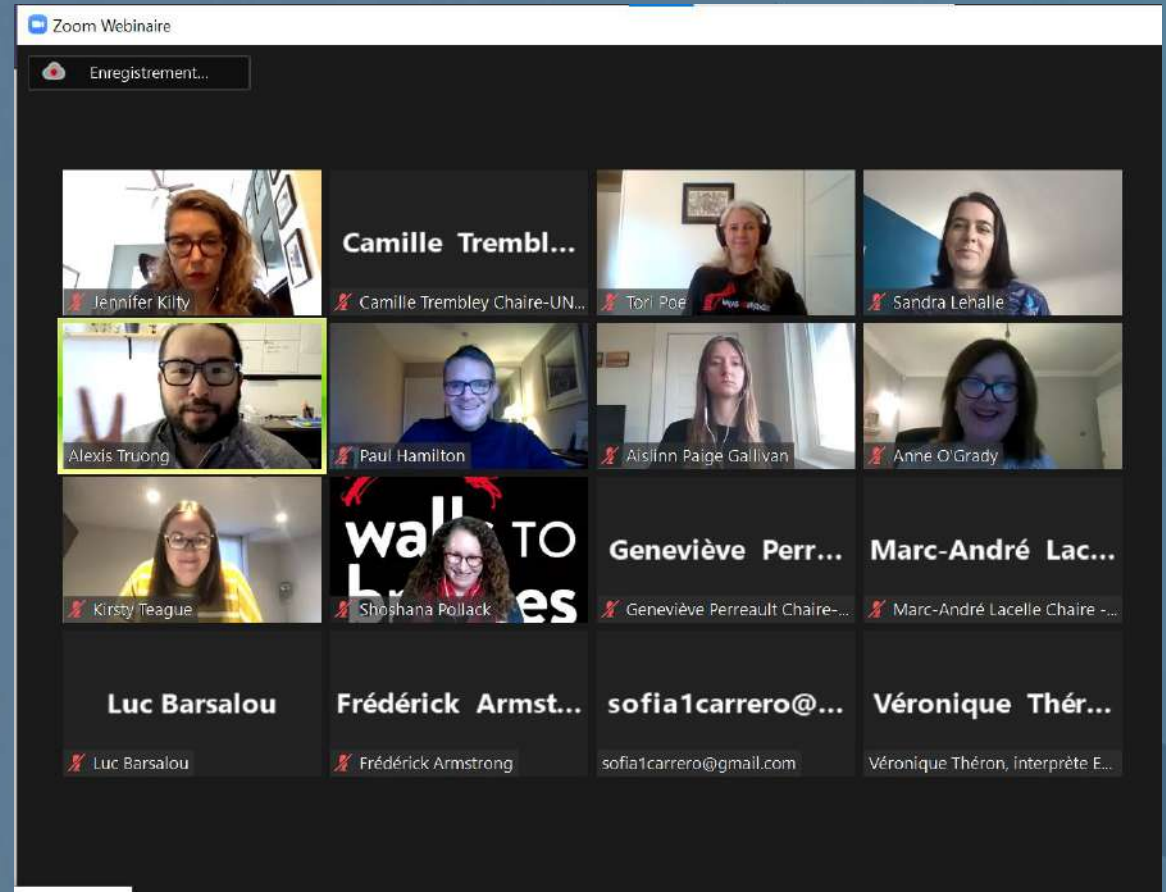 Zoom Webinaire
Enregistrement...
Jennifer Kilty
Camille Trembl...
Camille Trembley Chaire-UN...
Tori Poe
Sandra Lehalle
Alexis Truong
Paul Hamilton
Aislinn Paige Gallivan
Anne O'Grady
Kirsty Teague
walls TO
Shoshana Pollack
Geneviève Perr...
Geneviève Perreault Chaire-...
Marc-André Lac...
Marc-André Lacelle Chaire -...
Luc Barsalou
Luc Barsalou
Frédérick Armst...
Frédérick Armstrong
sofia1carrero@...
sofia1carrero@gmail.com
Véronique Thér...
Véronique Théron, interprète E...